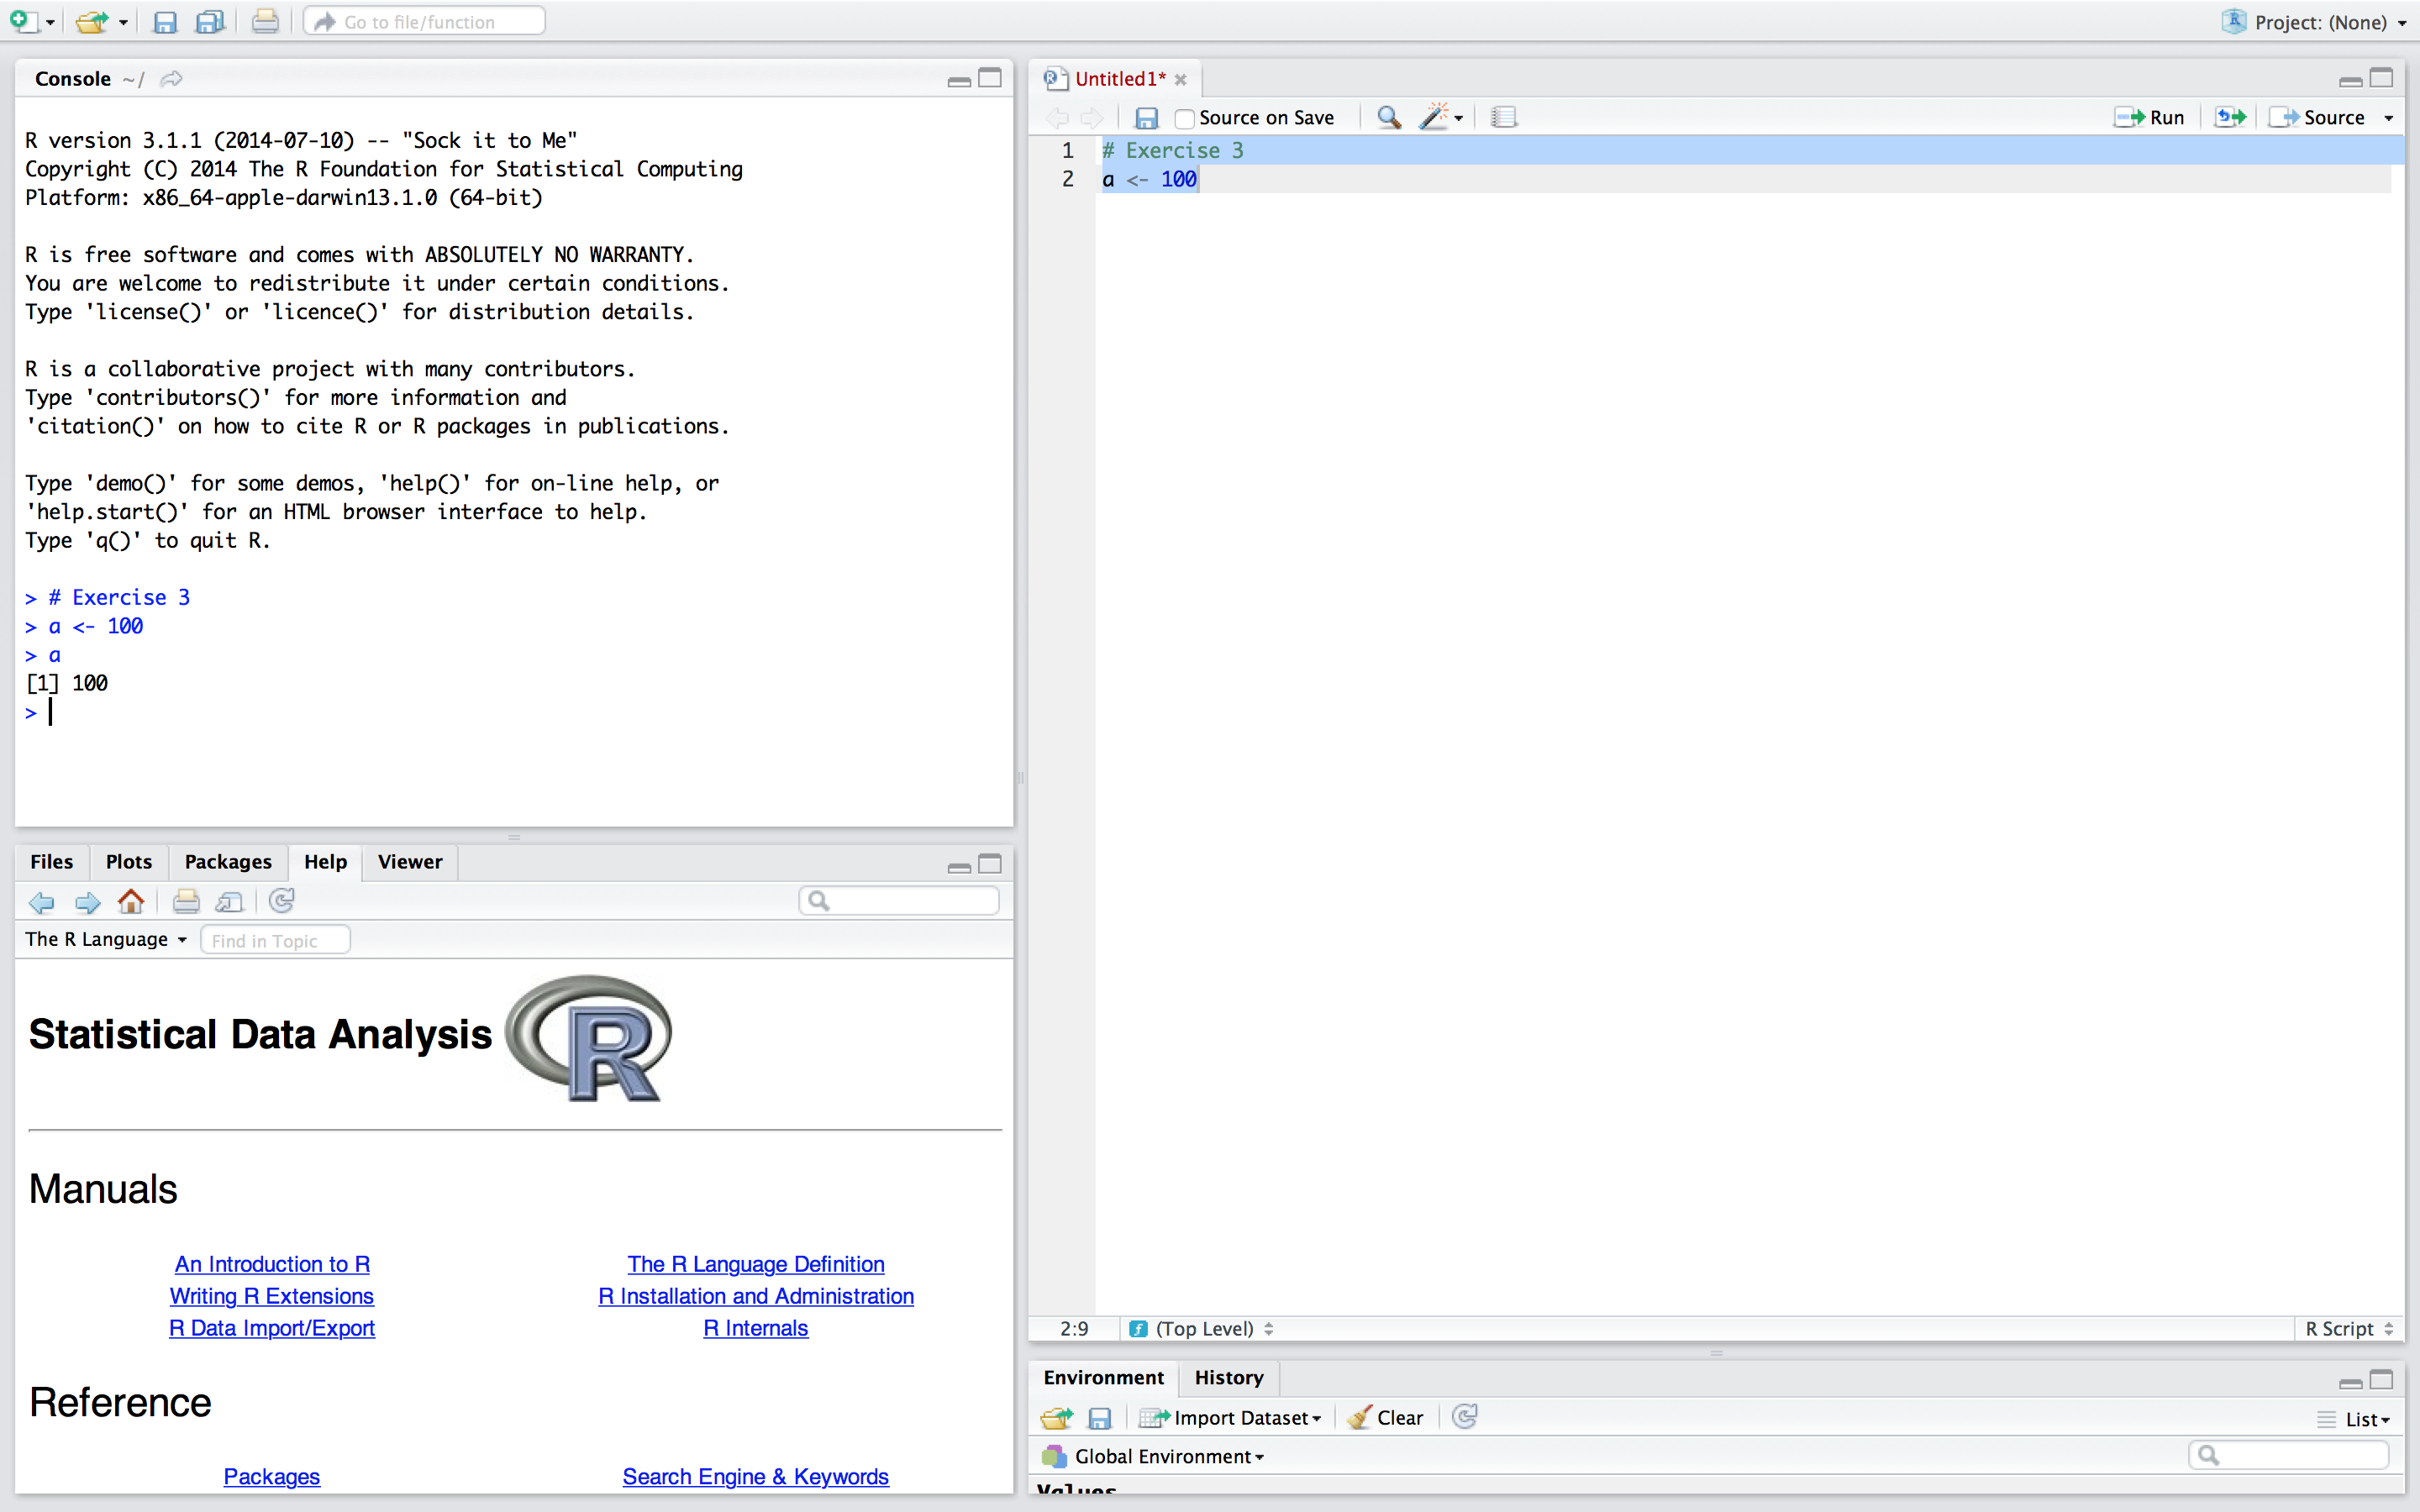 Go to file/function
Project: (None)
Console ~/
R version 3.1.1 (2014-07-10) -- "Sock it to Me"
Copyright (C) 2014 The R Foundation for Statistical Computing
Platform: x86_64-apple-darwin13.1.0 (64-bit)
R is free software and comes with ABSOLUTELY NO WARRANTY.
You are welcome to redistribute it under certain conditions.
Type 'license()' or 'licence()' for distribution details.
R is a collaborative project with many contributors.
Type 'contributors()' for more information and
'citation()' on how to cite R or R packages in publications.
Type 'demo()' for some demos, 'help()' for on-line help, or
'help.start()' for an HTML browser interface to help.
Type 'q()' to quit R.
> # Exercise 3
> a <- 100
> a
[1] 100
>
Files Plots Packages Help Viewer
The R Language Find in Topic
Statistical Data Analysis R
Manuals
An Introduction to R The R Language Definition
Writing R Extensions R Installation and Administration
R Data Import/Export R Internals
Reference
Packages Search Engine & Keywords
Untitled1*
Source on Save Run Source
1 # Exercise 3
2 a <- 100
2:9 (Top Level) R Script
Environment History
Import Dataset Clear List
Global Environment
Values